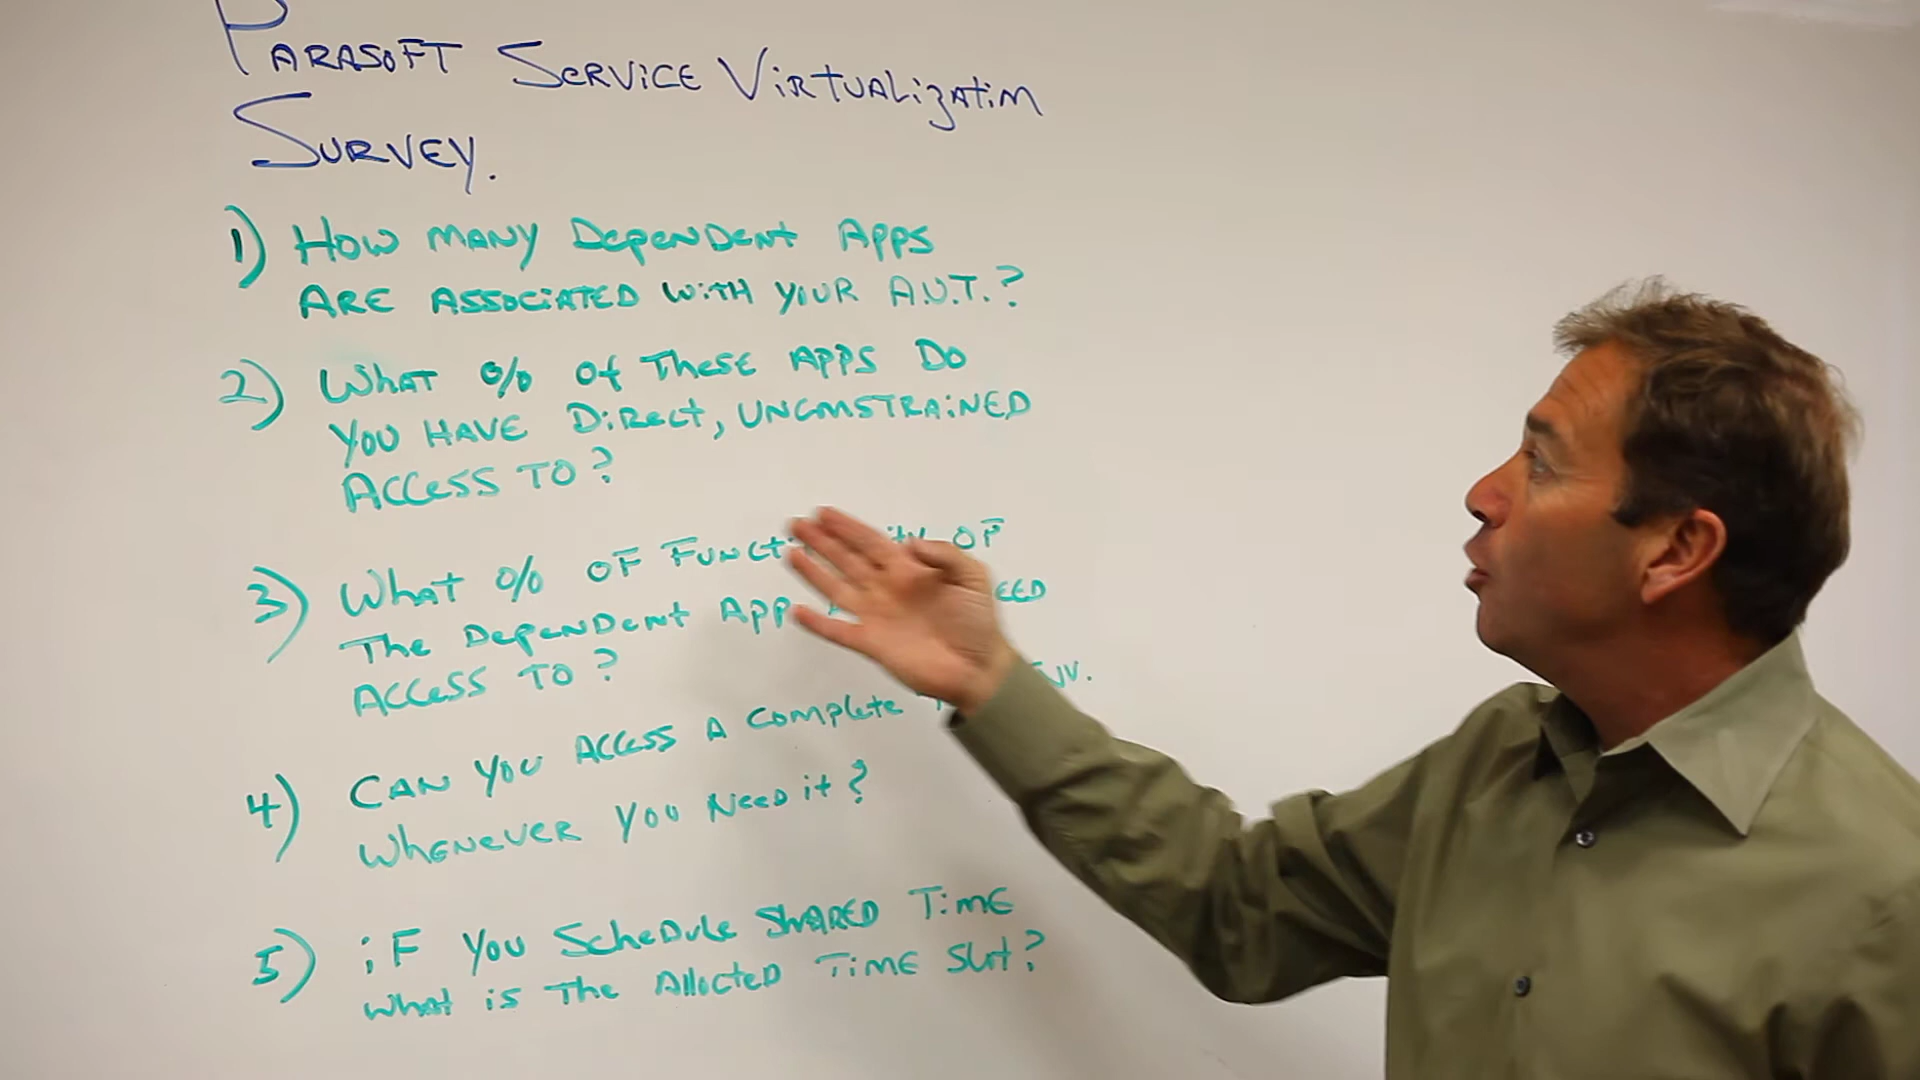 PARASOFT SERVICE VIRTUALIZATION
SURVEY.
1) HOW MANY DEPENDENT APPS
ARE ASSOCIATED WITH YOUR A.U.T.?
2) WHAT % Of THESE APPS DO
YOU HAVE DIRECT, UNCONSTRAINED
ACCESS TO?
3) WHAT % OF OF
THE DEPENDENT
ACCESS TO?
4) CAN YOU ACCESS A COMPLETE
WHENEVER YOU NEED it?
5) iF YOU SCHEDULE SHARED TIME
WHAT iS THE AllOCTED TIME Slot?